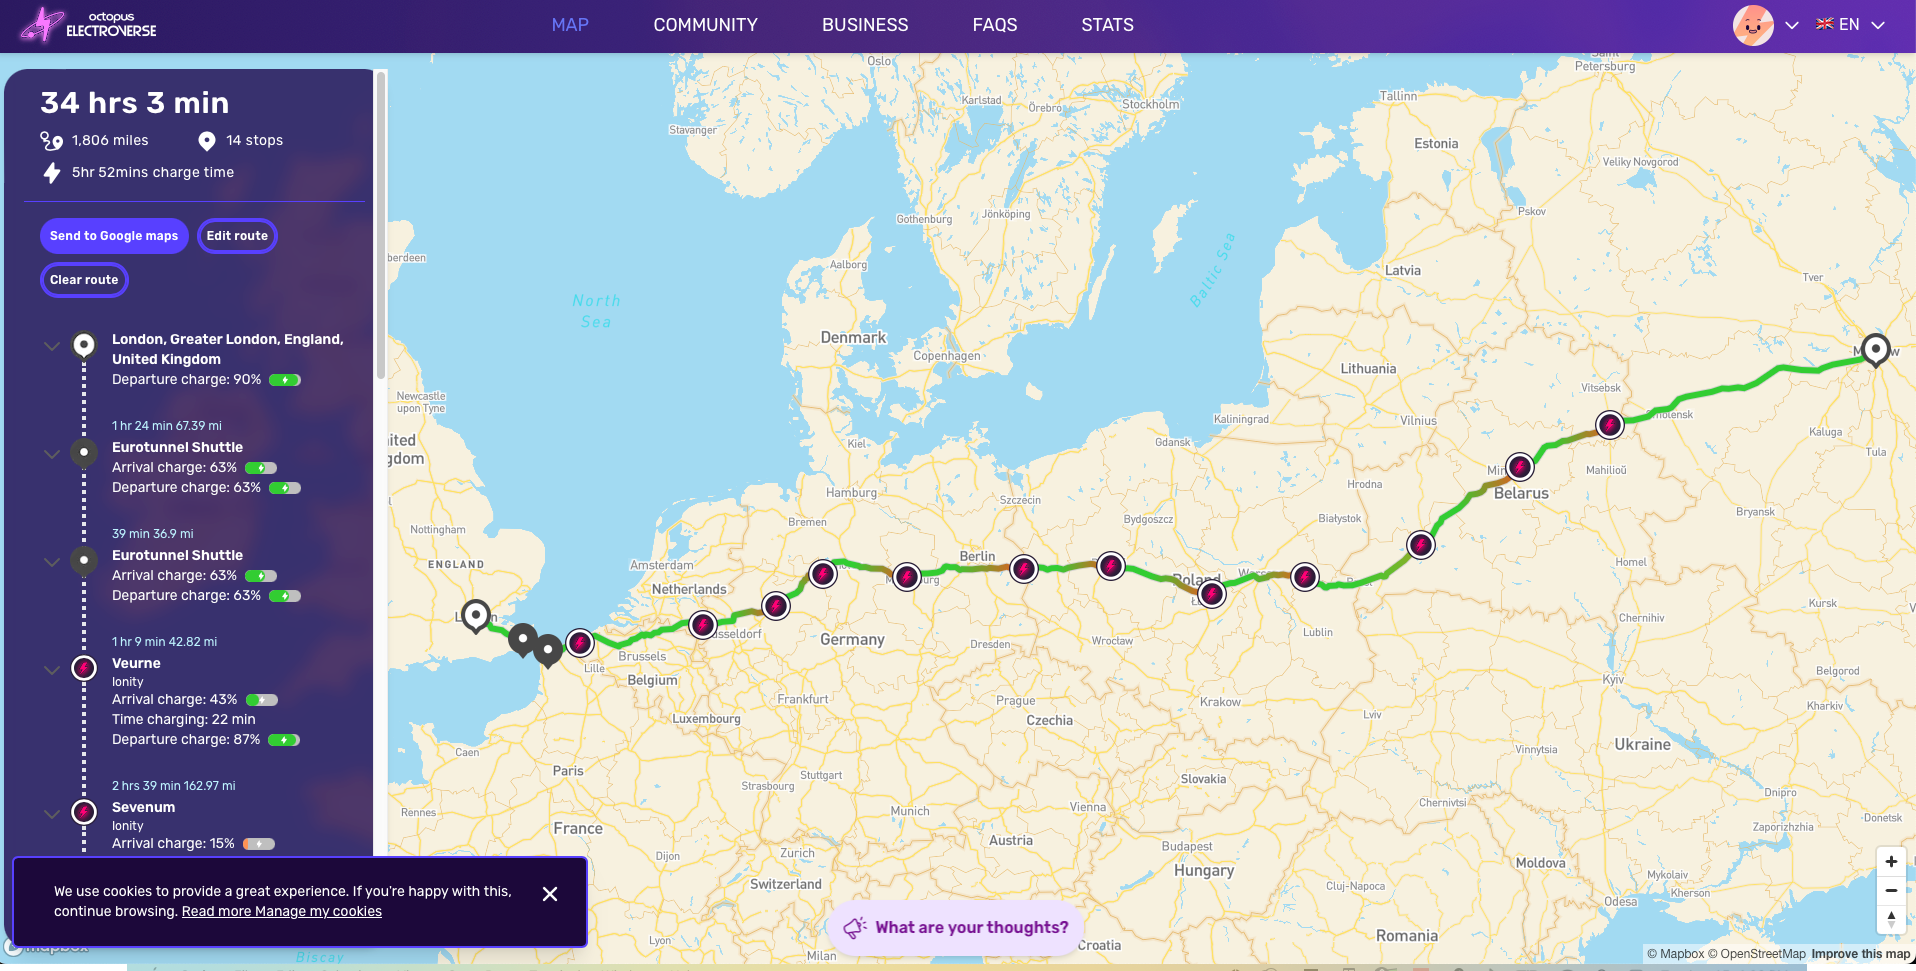 octopus
ELECTROVERSE
MAP
COMMUNITY
BUSINESS
FAQS
STATS
EN
34 hrs 3 min
1,806 miles
14 stops
5hr 52mins charge time
Send to Google maps
Edit route
Clear route
London, Greater London, England,
United Kingdom
Departure charge: 90%
1 hr 24 min 67.39 mi
Eurotunnel Shuttle
Arrival charge: 63%
Departure charge: 63%
39 min 36.9 mi
Eurotunnel Shuttle
Arrival charge: 63%
Departure charge: 63%
1 hr 9 min 42.82 mi
Veurne
Ionity
Arrival charge: 43%
Time charging: 22 min
Departure charge: 87%
2 hrs 39 min 162.97 mi
Sevenum
Ionity
Arrival charge: 15%
We use cookies to provide a great experience. If you're happy with this,
continue browsing. Read more Manage my cookies
mapbox
Oslo
Petersburg
Karlstad
Örebro
Stockholm
Tallinn
Stavanger
Estonia
Veliky Novgorod
Gothenburg
Jönköping
Pskov
Baltic Sea
Aalborg
Latvia
Tver
North
Sea
Denmark
Copenhagen
Lithuania
Vitsebsk
Newcastle
upon Tyne
Kaliningrad
Vilnius
Kaluga
Kiel
Gdansk
Tula
Mahilioŭ
Hamburg
Szczecin
Hrodna
Belarus
Bryansk
Bremen
Bydgoszcz
Białystok
Nottingham
ENGLAND
Amsterdam
Berlin
Homel
Netherlands
Poland
Kursk
Chernihiv
Germany
Wroclaw
Lublin
Brussels
Dresden
Lille
Belgium
Belgorod
Frankfurt
Prague
Krakow
Kyiv
Luxembourg
Czechia
Lviv
Kharkiv
Caen
Vinnytsia
Ukraine
Paris
Stuttgart
Slovakia
Strasbourg
Dnipro
Rennes
Munich
Vienna
Chernivtsi
Donetsk
France
Austria
Zaporizhzhia
Dijon
Zurich
Budapest
Moldova
Switzerland
Hungary
Mykolaiv
Cluj-Napoca
Kherson
Odesa
What are your thoughts?
Lyon
Croatia
Romania
Milan
Biscay
© Mapbox © OpenStreetMap Improve this map